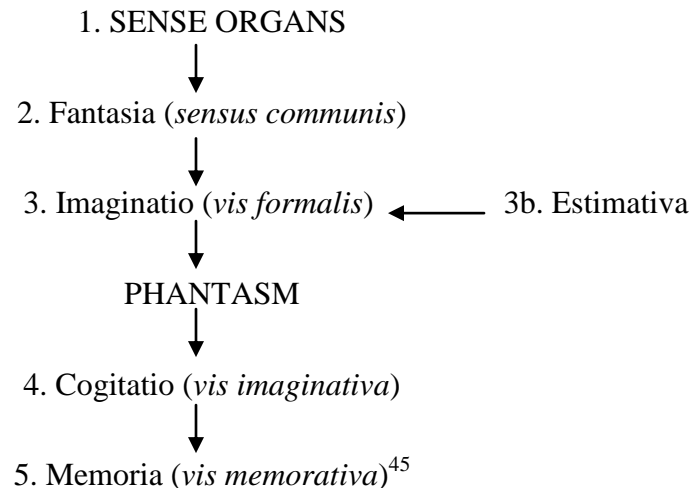 1. SENSE ORGANS
2. Fantasia (sensus communis)
3. Imaginatio (vis formalis) 3b. Estimativa
PHANTASM
4. Cogitatio (vis imaginativa)
5. Memoria (vis memorativa)45